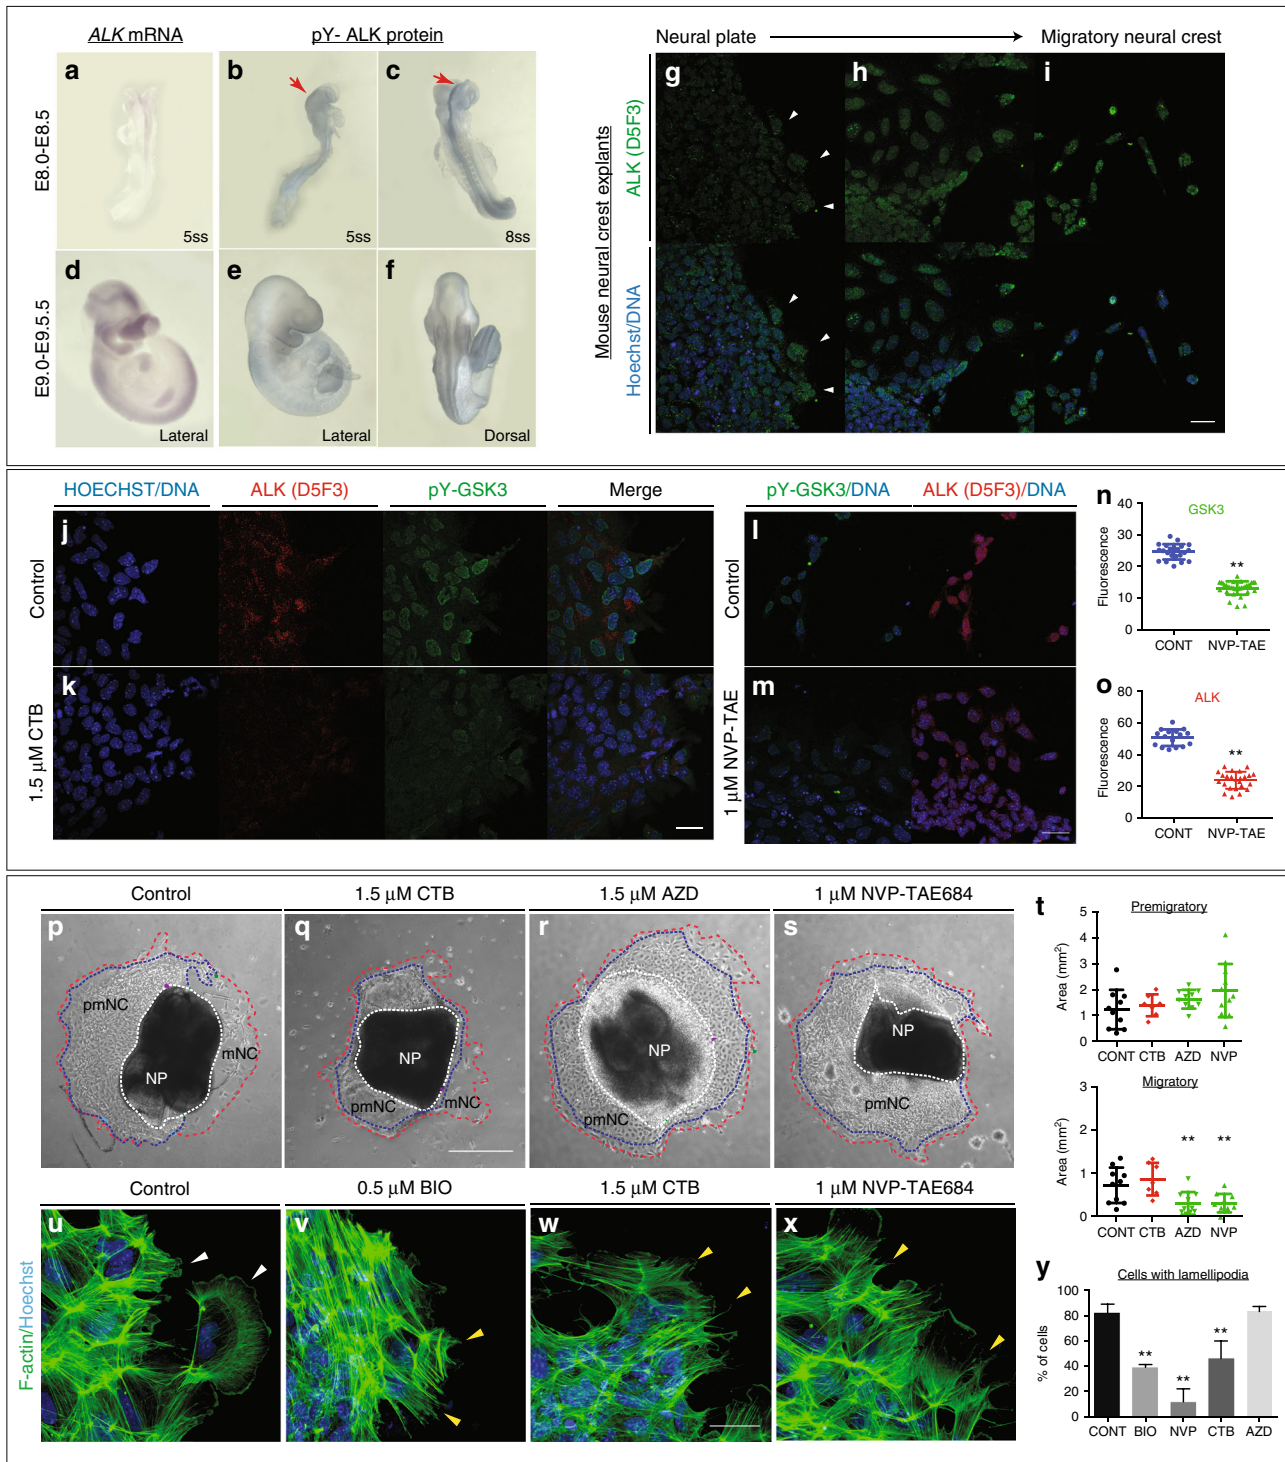 ALK mRNA
pY- ALK protein
E8.0-E8.5
a
5ss
b
5ss
c
8ss
E9.0-E9.5.5
d
Lateral
e
Lateral
f
Dorsal
Neural plate
Migratory neural crest
Mouse neural crest explants
ALK (D5F3)
Hoechst/DNA
g
h
i
HOECHST/DNA
ALK (D5F3)
pY-GSK3
Merge
Control
j
1.5 μM CTB
k
pY-GSK3/DNA
ALK (D5F3)/DNA
Control
l
1 μM NVP-TAE
m
n
GSK3
Fluorescence
40
30
20
10
0
**
CONT
NVP-TAE
o
ALK
Fluorescence
80
60
40
20
0
**
CONT
NVP-TAE
Control
1.5 μM CTB
1.5 μM AZD
1 μM NVP-TAE684
p
pmNC
NP
mNC
q
NP
pmNC
mNC
r
NP
pmNC
s
NP
pmNC
t
Premigratory
Area (mm²)
5
4
3
2
1
0
CONT
CTB
AZD
NVP
Migratory
Area (mm²)
2
1
0
**
**
CONT
CTB
AZD
NVP
Control
0.5 μM BIO
1.5 μM CTB
1 μM NVP-TAE684
F-actin/Hoechst
u
v
w
x
y
Cells with lamellipodia
% of cells
100
80
60
40
20
0
**
**
**
CONT
BIO
NVP
CTB
AZD